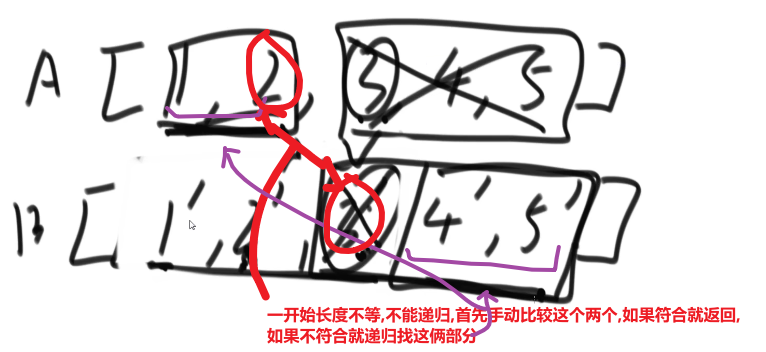 A [ 1, 2, 3, 4, 5 ]
B [ 1', 2', 3', 4', 5' ]
一开始长度不等,不能递归,首先手动比较这个两个,如果符合就返回,
如果不符合就递归找这俩部分